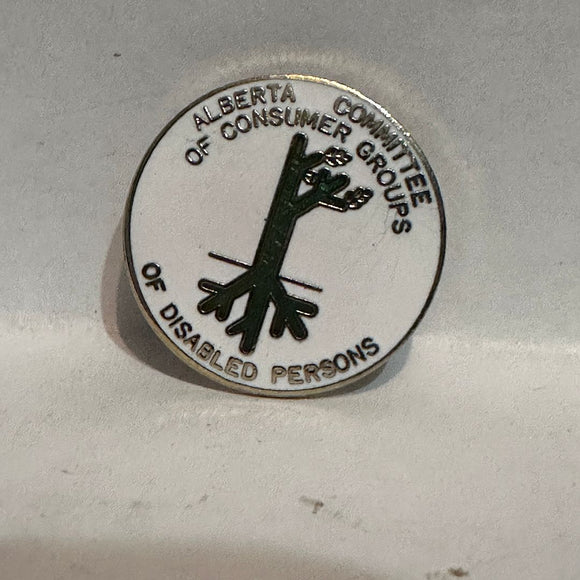 ALBERTA COMMITTEE
OF CONSUMER GROUPS
OF DISABLED PERSONS